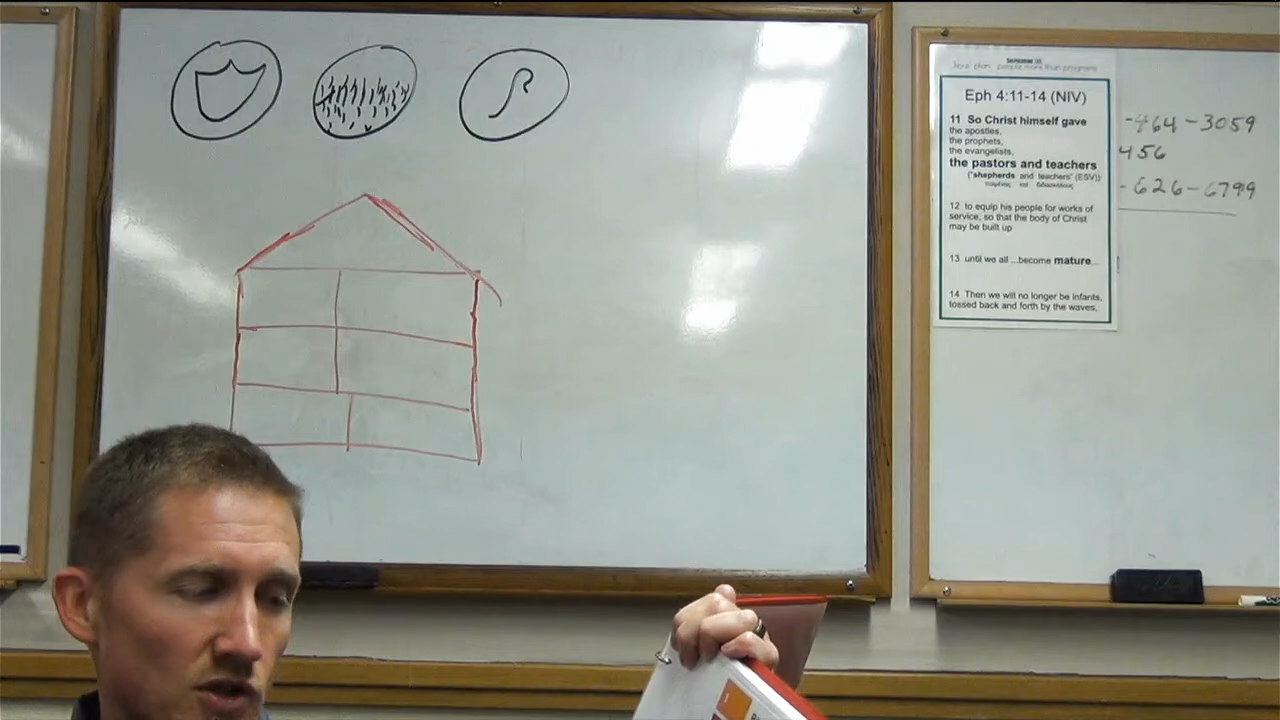 people more than programs
Eph 4:11-14 (NIV)
11 So Christ himself gave
the apostles,
the prophets,
the evangelists,
the pastors and teachers
("shepherds and teachers" (ESV))
12 to equip his people for works of
service, so that the body of Christ
may be built up
13 until we all ...become mature...
14 Then we will no longer be infants,
tossed back and forth by the waves,
-464-3059
456
-626-6799